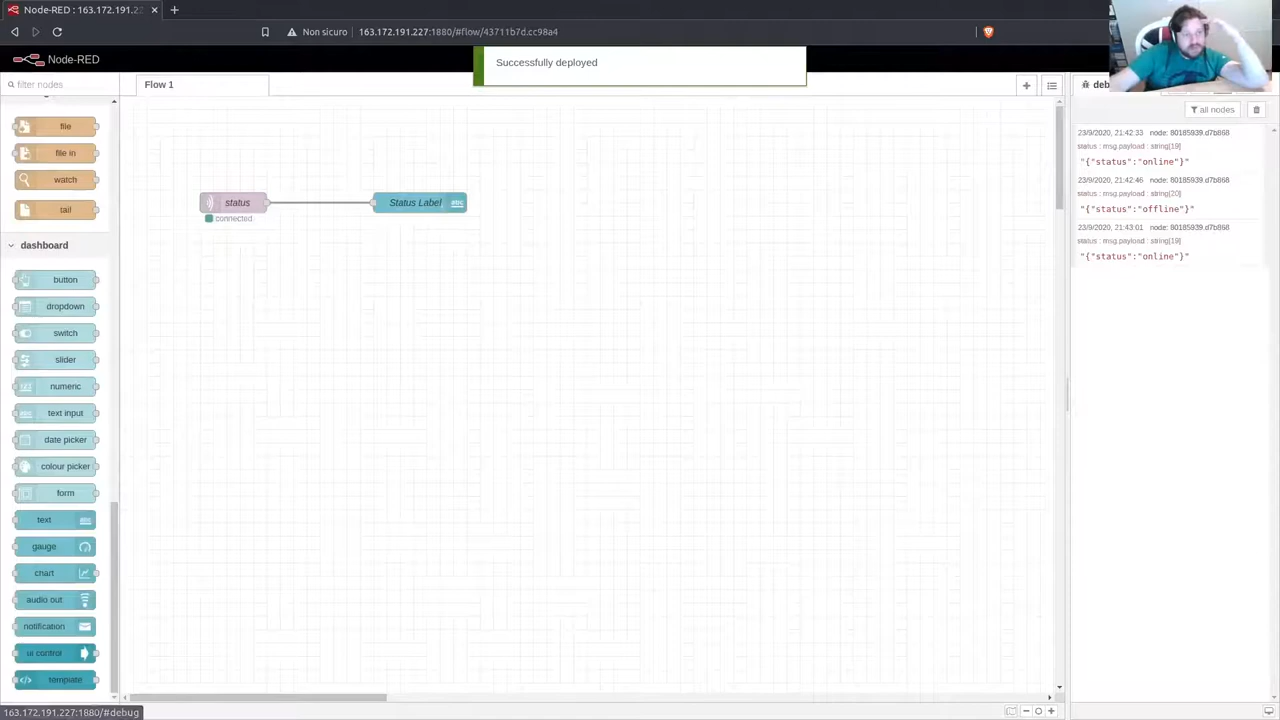 Node-RED : 163.172.191.22
Non sicuro
163.172.191.227:1880/#flow/43711b7d.cc98a4
Node-RED
Successfully deployed
filter nodes
Flow 1
deb
all nodes
file
file in
watch
tail
dashboard
button
dropdown
switch
slider
numeric
text input
date picker
colour picker
form
text
gauge
chart
audio out
notification
ui control
template
status
connected
Status Label
abc
23/9/2020, 21:42:33 node: 80185939.d7b868
status : msg.payload : string[19]
"{"status":"online"}"
23/9/2020, 21:42:46 node: 80185939.d7b868
status : msg.payload : string[20]
"{"status":"offline"}"
23/9/2020, 21:43:01 node: 80185939.d7b868
status : msg.payload : string[19]
"{"status":"online"}"
163.172.191.227:1880/#debug